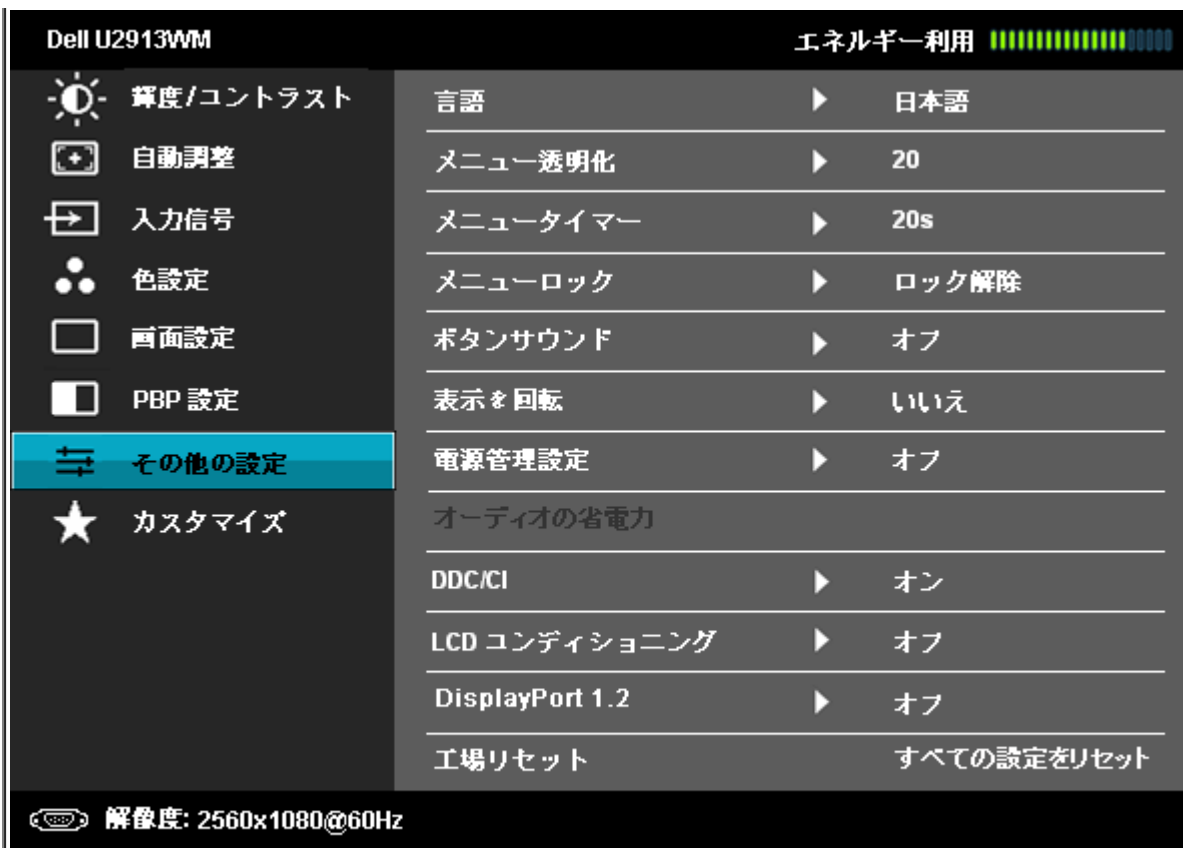 Dell U2913WM
エネルギー利用
輝度/コントラスト
自動調整
入力信号
色設定
画面設定
PBP 設定
その他の設定
カスタマイズ
言語 日本語
メニュー透明化 20
メニュータイマー 20s
メニューロック ロック解除
ボタンサウンド オフ
表示を回転 いいえ
電源管理設定 オフ
オーディオの省電力
DDC/CI オン
LCD コンディショニング オフ
DisplayPort 1.2 オフ
工場リセット すべての設定をリセット
解像度: 2560x1080@60Hz